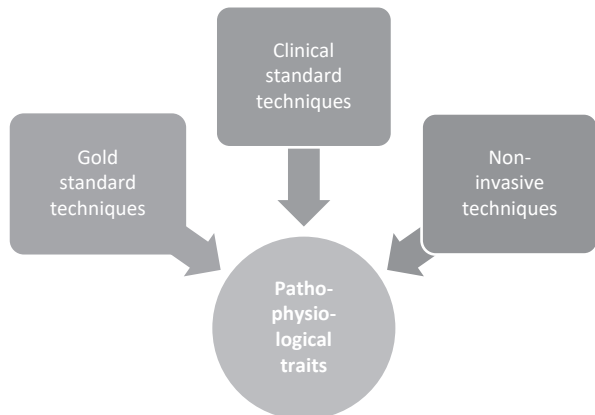 Clinical
standard
techniques
Gold
standard
techniques
Non-
invasive
techniques
Patho-
physio-
logical
traits